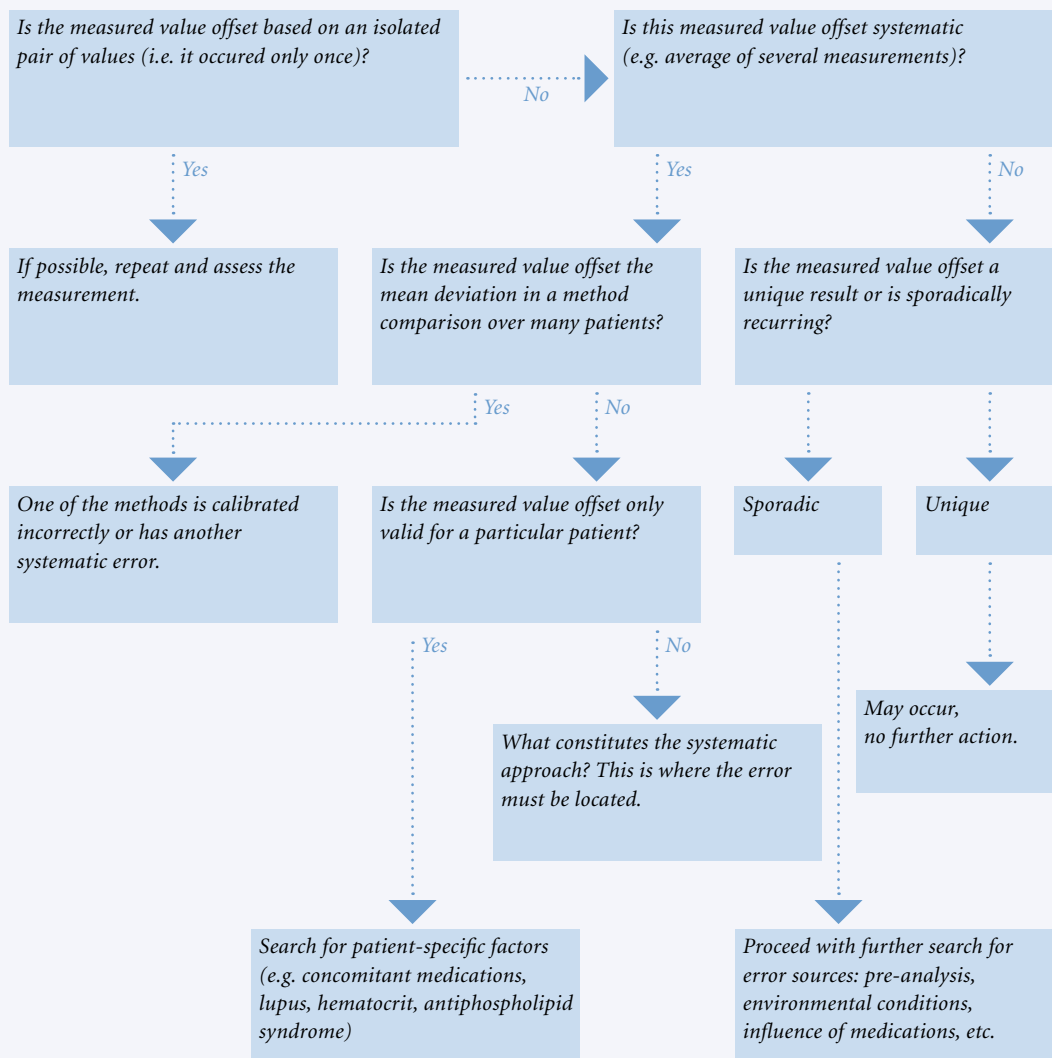 Is the measured value offset based on an isolated
pair of values (i.e. it occured only once)?
No
Is this measured value offset systematic
(e.g. average of several measurements)?
Yes
Yes
No
If possible, repeat and assess the
measurement.
Is the measured value offset the
mean deviation in a method
comparison over many patients?
Is the measured value offset a
unique result or is sporadically
recurring?
Yes
No
One of the methods is calibrated
incorrectly or has another
systematic error.
Is the measured value offset only
valid for a particular patient?
Sporadic
Unique
Yes
No
May occur,
no further action.
What constitutes the systematic
approach? This is where the error
must be located.
Search for patient-specific factors
(e.g. concomitant medications,
lupus, hematocrit, antiphospholipid
syndrome)
Proceed with further search for
error sources: pre-analysis,
environmental conditions,
influence of medications, etc.